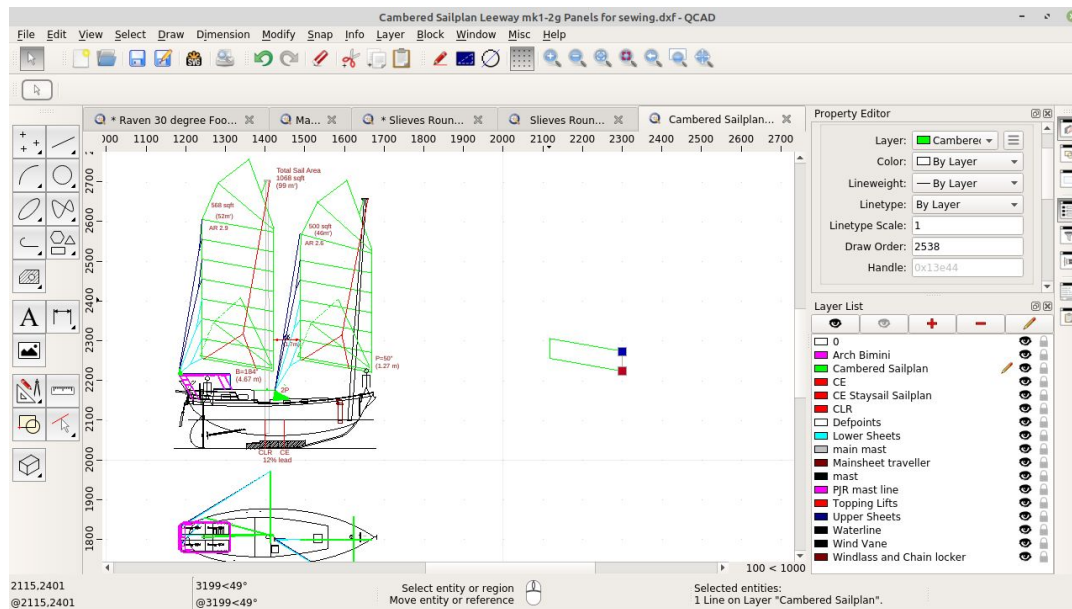 Cambered Sailplan Leeway mk1-2g Panels for sewing.dxf - QCAD
File Edit View Select Draw Dimension Modify Snap Info Layer Block Window Misc Help
* Raven 30 degree Foo... Ma... * Slieves Roun... Slieves Roun... Cambered Sailplan...
1100 1200 1300 1400 1500 1600 1700 1800 1900 2000 2100 2200 2300 2400 2500 2600 2700
2700
2600
2500
2400
2300
2200
2100
2000
1900
1800
Total Sail Area
1068 sqft
(99 m²)
568 sqft
(52m²)
AR 2.9
500 sqft
(46m²)
AR 2.6
P=50"
(1.27 m)
B=184"
(4.67 m)
2P
CLR CE
12% lead
100 < 1000
Property Editor
Layer: Cambere
Color: By Layer
Lineweight: By Layer
Linetype: By Layer
Linetype Scale: 1
Draw Order: 2538
Handle: 0x13e44
Layer List
0
Arch Bimini
Cambered Sailplan
CE
CE Staysail Sailplan
CLR
Defpoints
Lower Sheets
main mast
Mainsheet traveller
mast
PJR mast line
Topping Lifts
Upper Sheets
Waterline
Wind Vane
Windlass and Chain locker
2115,2401
@2115,2401
3199<49°
@3199<49°
Select entity or region
Move entity or reference
Selected entities:
1 Line on Layer "Cambered Sailplan".